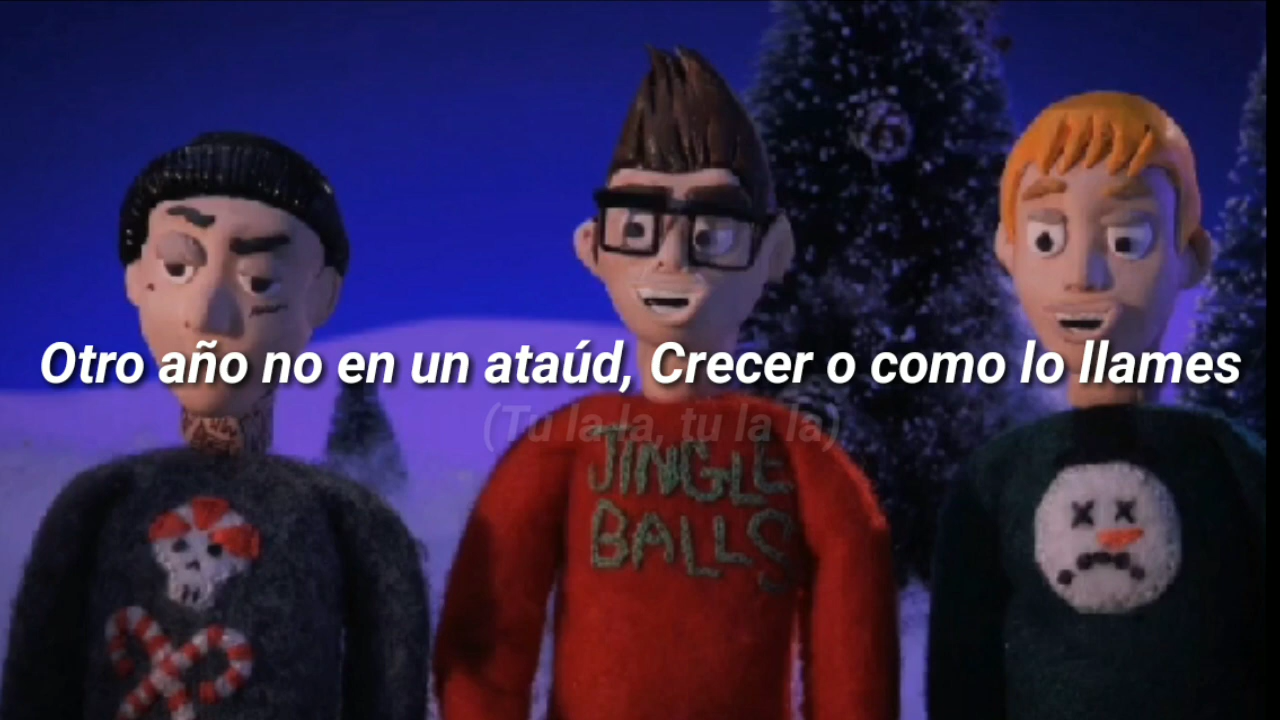 Otro año no en un ataúd, Crecer o como lo llames
(Tu la la, tu la la)
JINGLE
BALLS